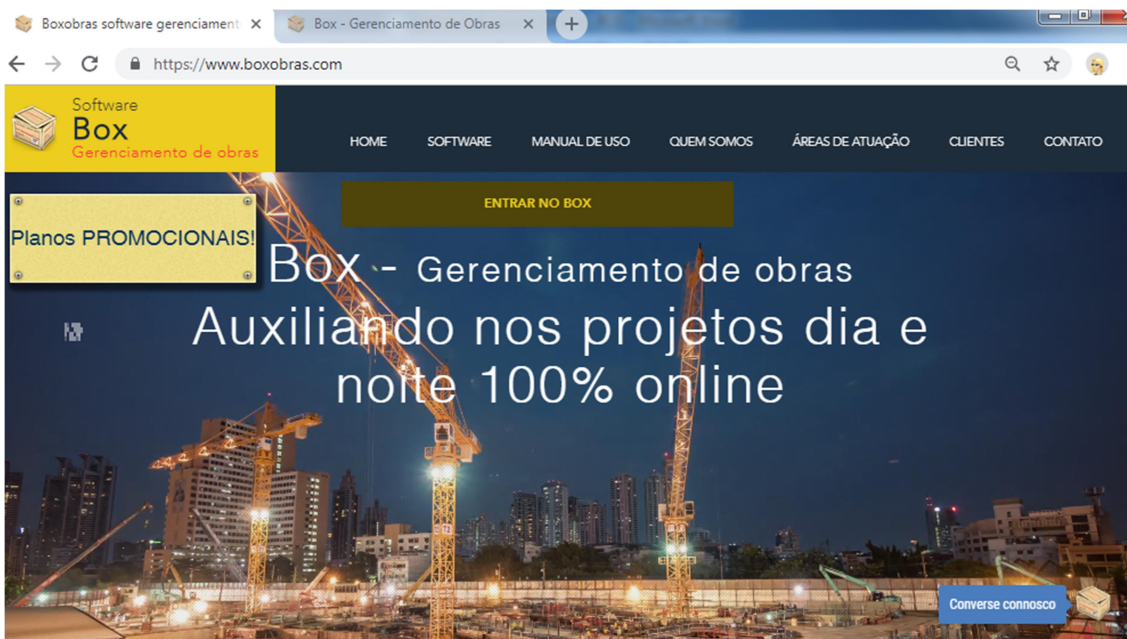 Boxobras software gerenciament
Box - Gerenciamento de Obras
https://www.boxobras.com
Software
Box
Gerenciamento de obras
HOME
SOFTWARE
MANUAL DE USO
QUEM SOMOS
ÁREAS DE ATUAÇÃO
CLIENTES
CONTATO
ENTRAR NO BOX
Planos PROMOCIONAIS!
Box - Gerenciamento de obras
Auxiliando nos projetos dia e
noite 100% online
Converse connosco